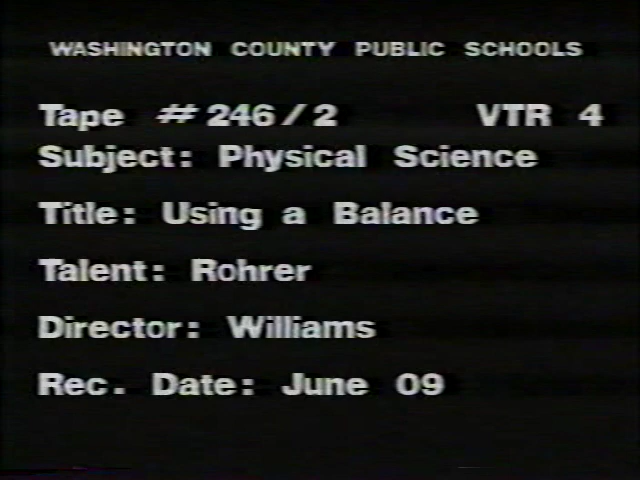 WASHINGTON COUNTY PUBLIC SCHOOLS
Tape #246/2 VTR 4
Subject: Physical Science
Title: Using a Balance
Talent: Rohrer
Director: Williams
Rec. Date: June 09